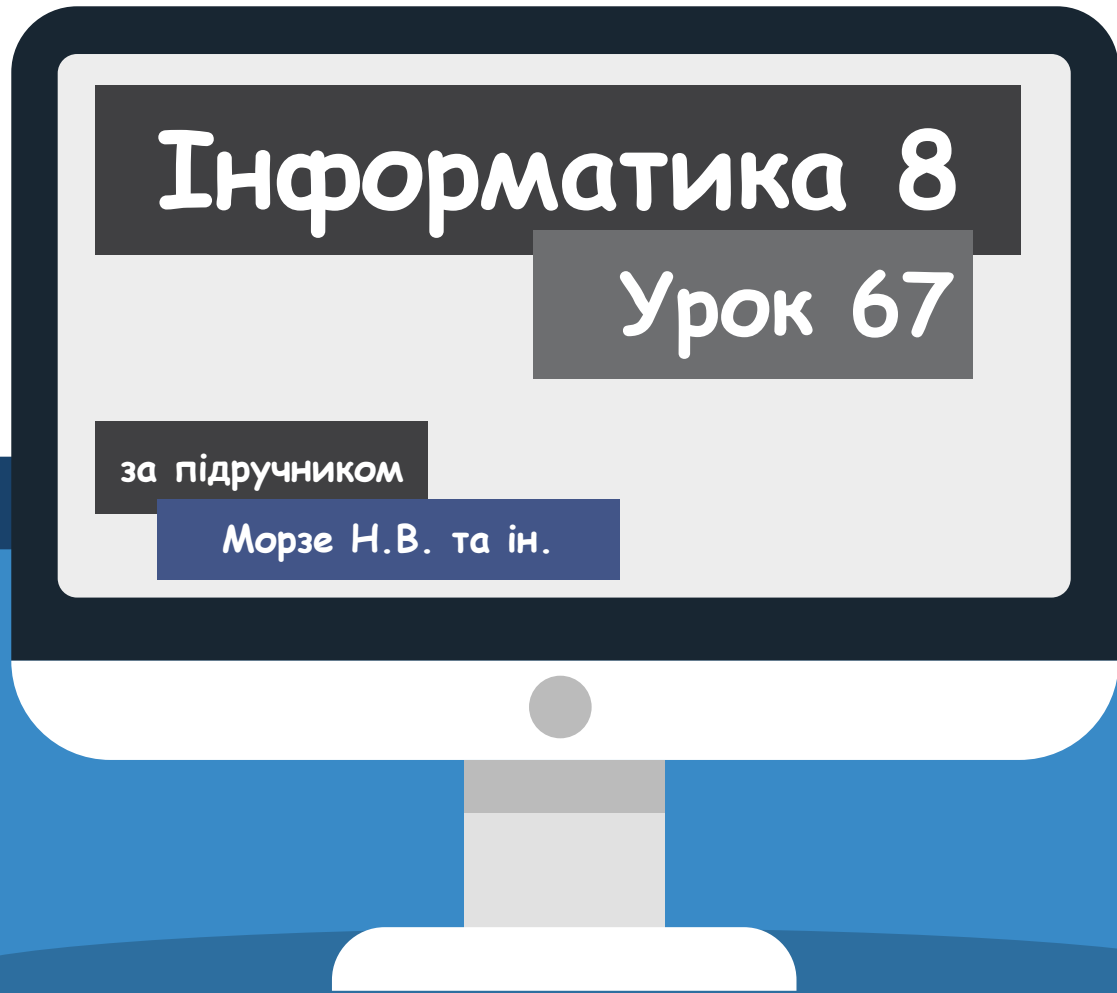 Інформатика 8
Урок 67
за підручником
Морзе Н.В. та ін.